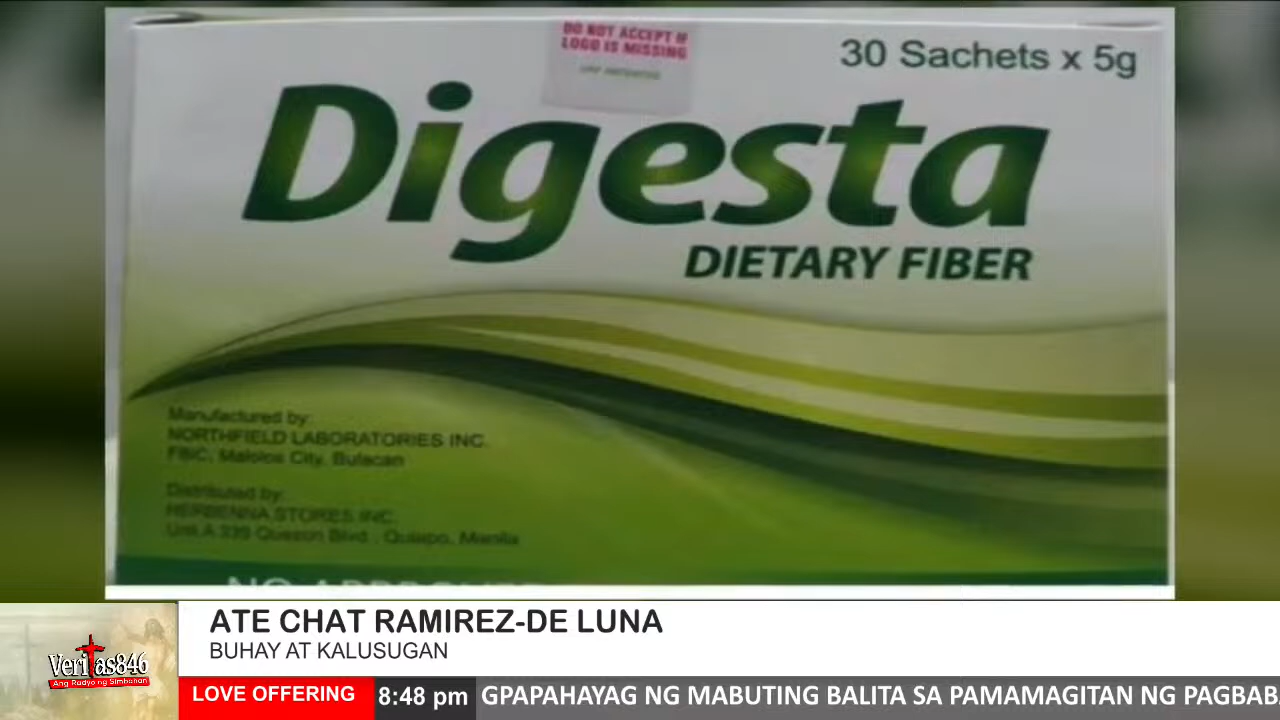 DO NOT ACCEPT IF
LOGO IS MISSING
30 Sachets x 5g
Digesta
DIETARY FIBER
Manufactured by:
NORTHFIELD LABORATORIES INC.
FBIC, Malolos City, Bulacan
Distributed by:
HERBENNA STORES INC.
Unit A 339 Quezon Blvd., Quiapo, Manila
ATE CHAT RAMIREZ-DE LUNA
BUHAY AT KALUSUGAN
Veritas846
Ang Radyo ng Simbahan
LOVE OFFERING
8:48 pm
GPAPAHAYAG NG MABUTING BALITA SA PAMAMAGITAN NG PAGBAB